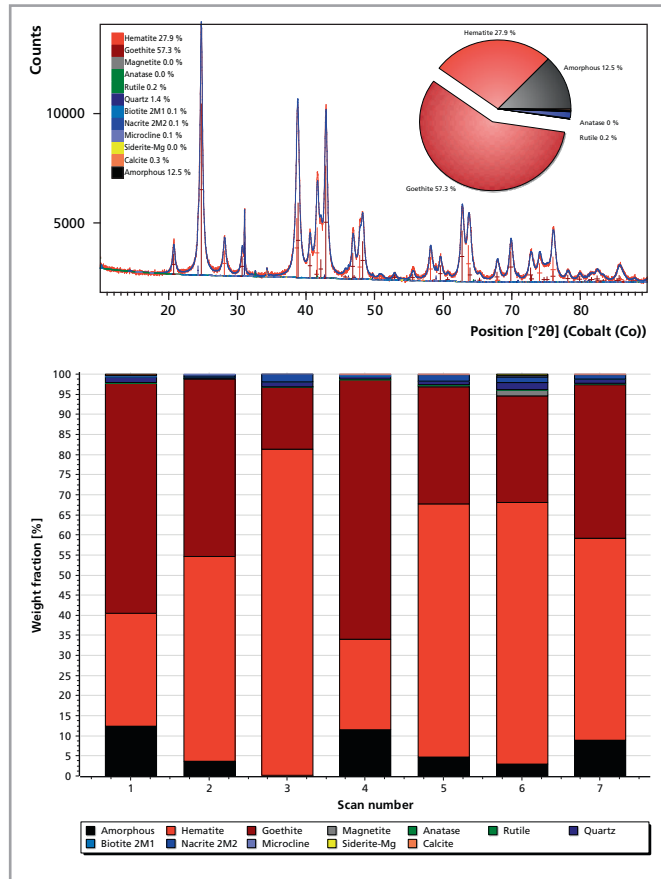 Counts
Hematite 27.9 %
Goethite 57.3 %
Magnetite 0.0 %
Anatase 0.0 %
Rutile 0.2 %
Quartz 1.4 %
Biotite 2M1 0.1 %
Nacrite 2M2 0.1 %
Microcline 0.1 %
Siderite-Mg 0.0 %
Calcite 0.3 %
Amorphous 12.5 %
Hematite 27.9 %
Amorphous 12.5 %
Anatase 0 %
Rutile 0.2 %
Goethite 57.3 %
10000
5000
20 30 40 50 60 70 80
Position [°2θ] (Cobalt (Co))
Weight fraction [%]
100
95
90
85
80
75
70
65
60
55
50
45
40
35
30
25
20
15
10
5
0
1 2 3 4 5 6 7
Scan number
Amorphous Hematite Goethite Magnetite Anatase Rutile Quartz
Biotite 2M1 Nacrite 2M2 Microcline Siderite-Mg Calcite